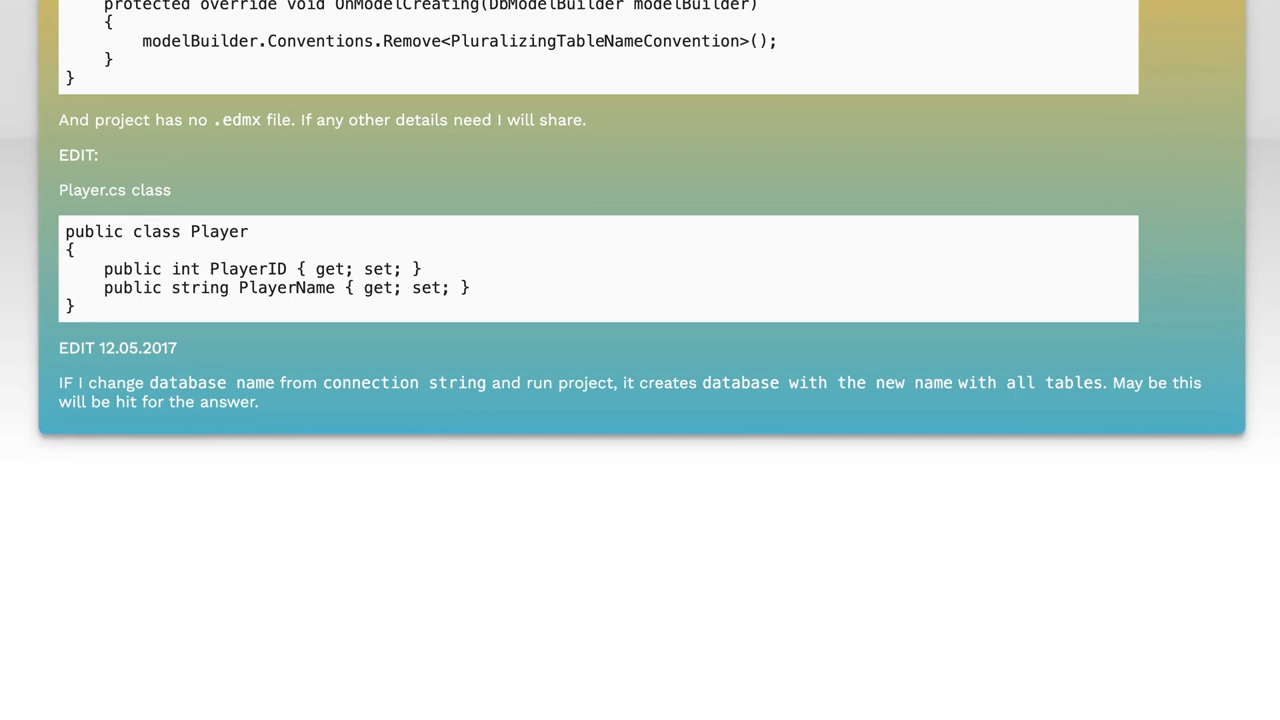 protected override void OnModelCreating(DbModelBuilder modelBuilder)
{
modelBuilder.Conventions.Remove<PluralizingTableNameConvention>();
}
}
And project has no .edmx file. If any other details need I will share.
EDIT:
Player.cs class
public class Player
{
public int PlayerID { get; set; }
public string PlayerName { get; set; }
}
EDIT 12.05.2017
IF I change database name from connection string and run project, it creates database with the new name with all tables. May be this
will be hit for the answer.